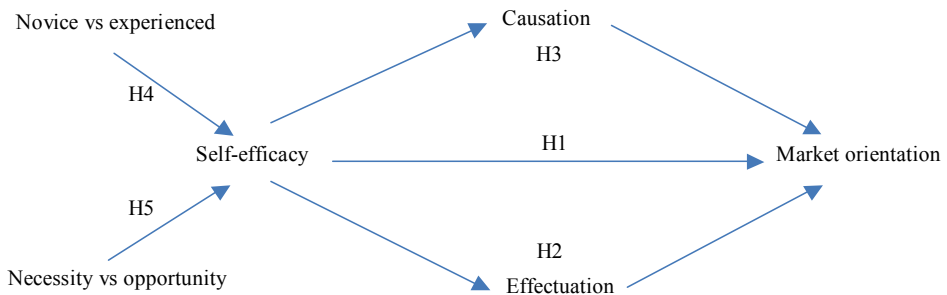 Novice vs experienced
Causation
H3
H4
H1
Self-efficacy
Market orientation
H5
H2
Necessity vs opportunity
Effectuation